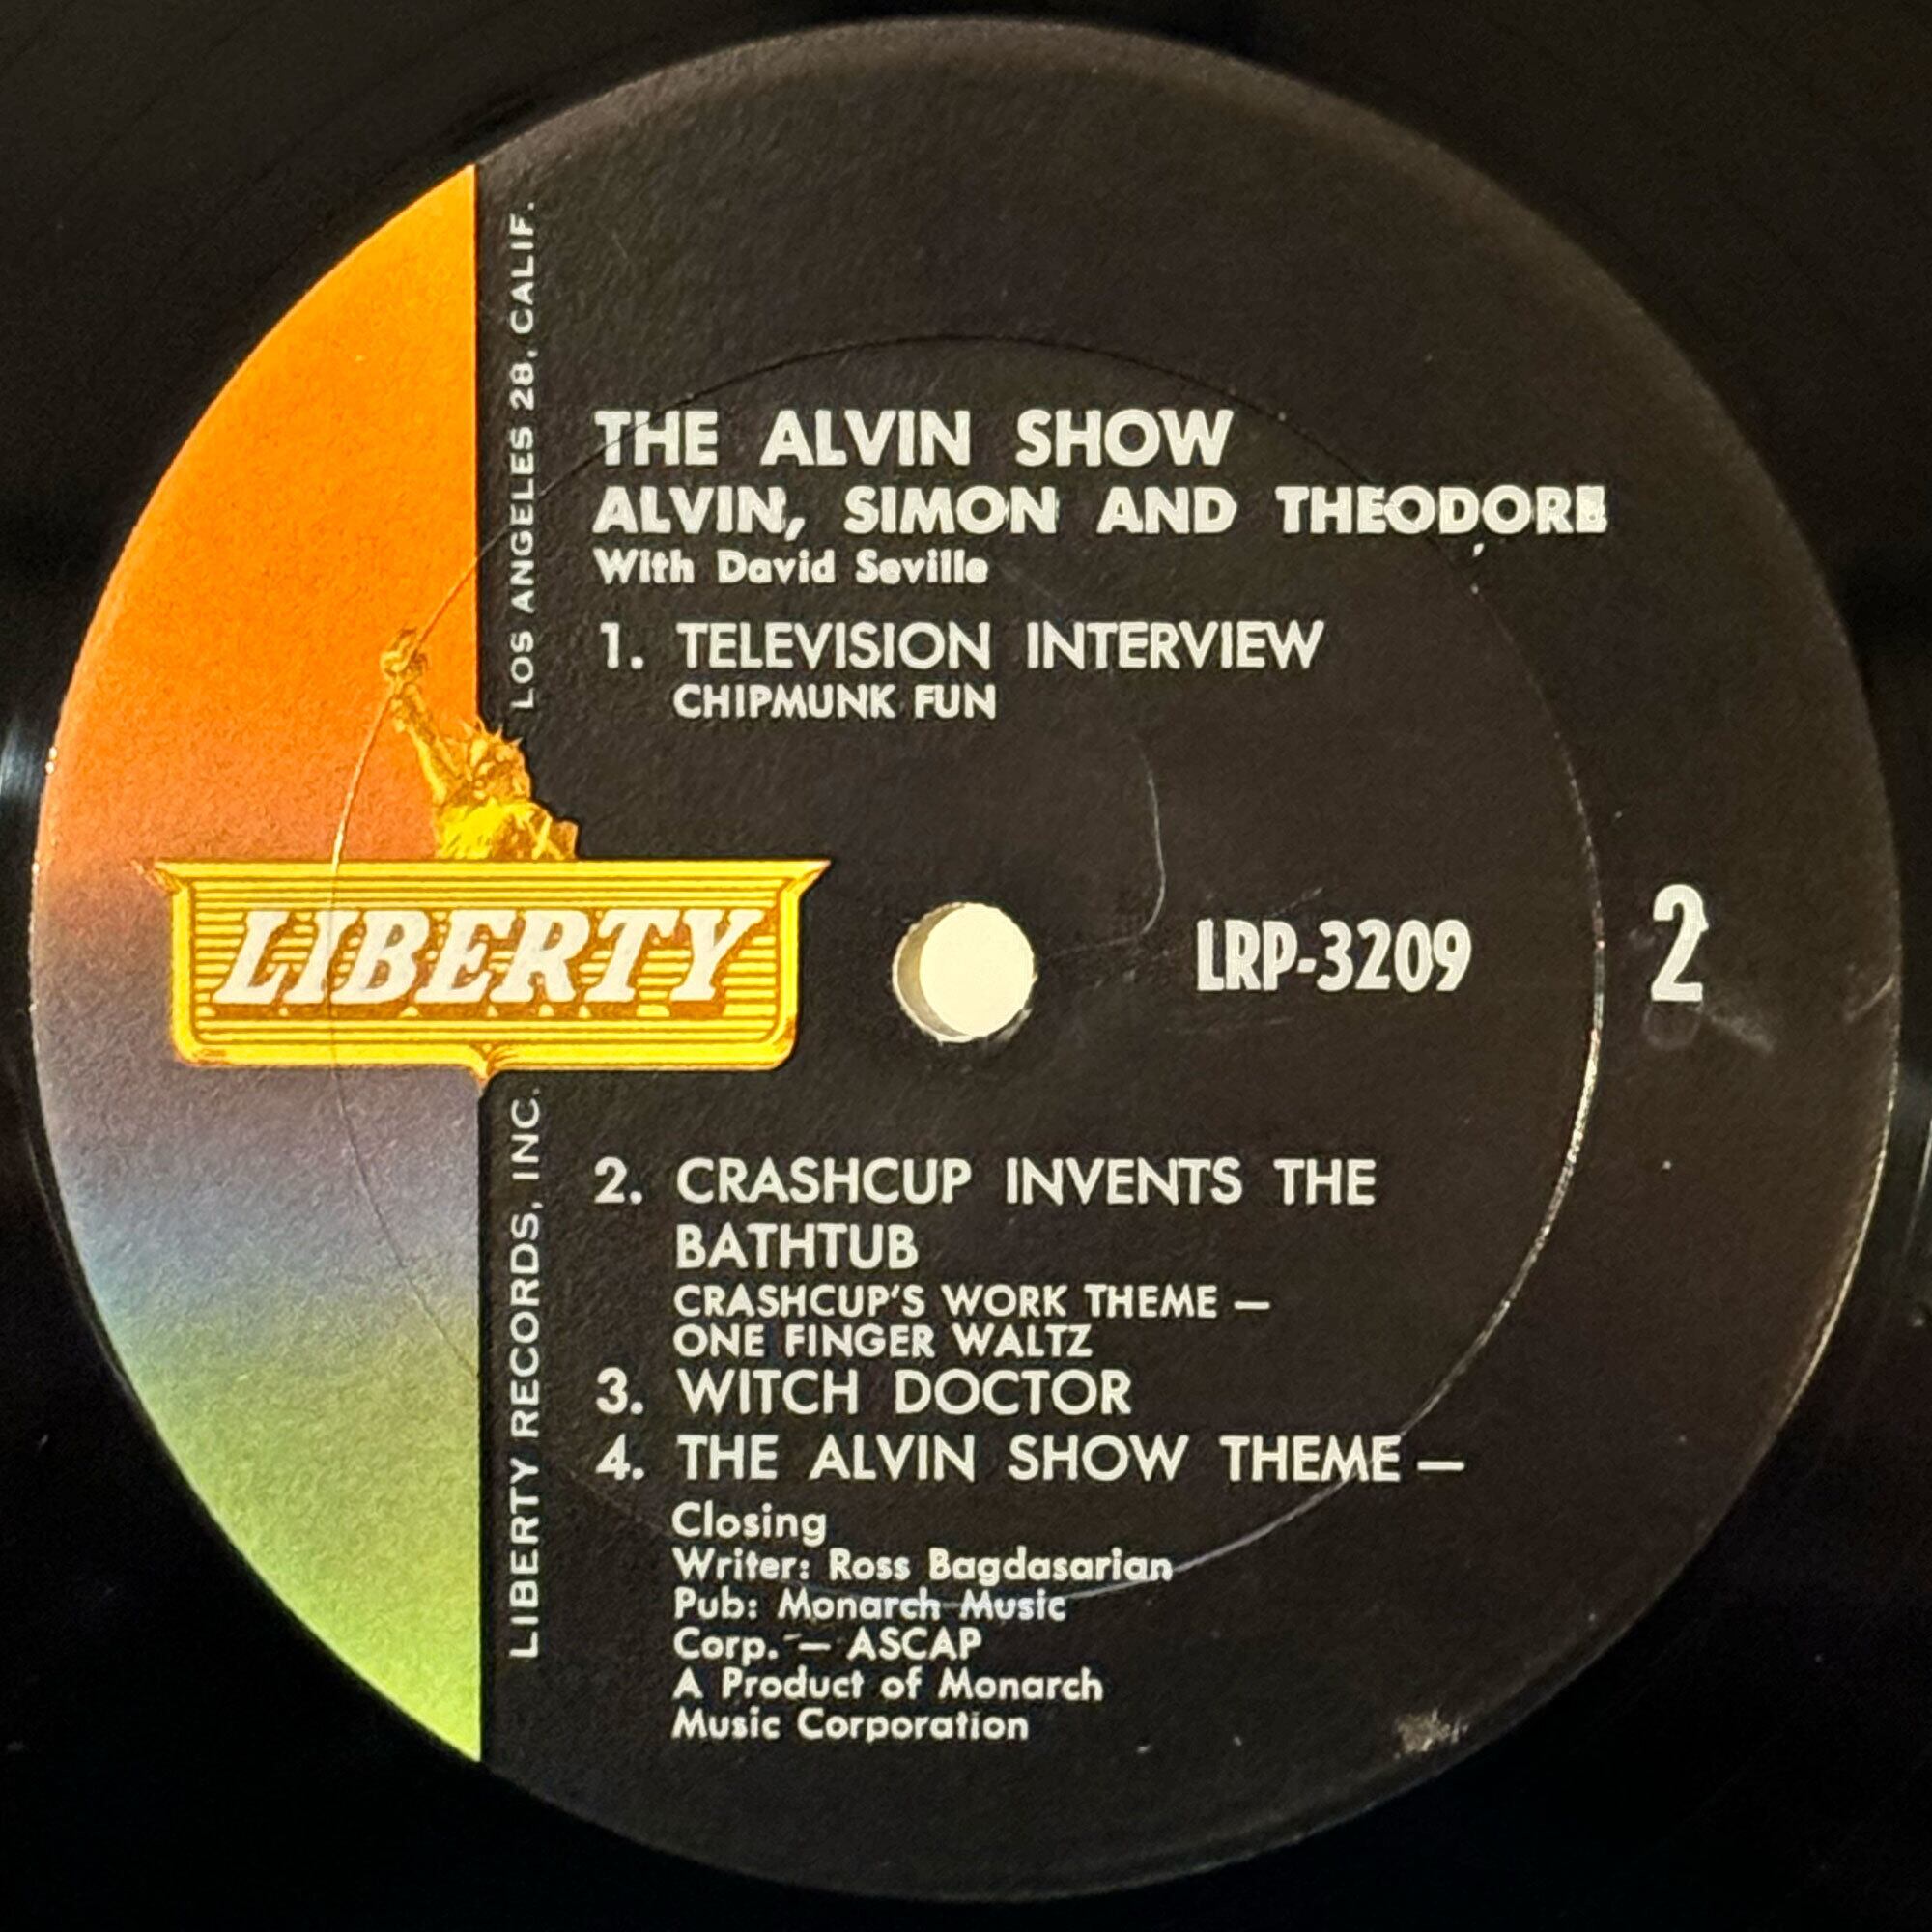 THE ALVIN SHOW
ALVIN, SIMON AND THEODORE
With David Seville
1. TELEVISION INTERVIEW
CHIPMUNK FUN
LIBERTY
LRP-3209
2
2. CRASHCUP INVENTS THE
BATHTUB
CRASHCUP'S WORK THEME —
ONE FINGER WALTZ
3. WITCH DOCTOR
4. THE ALVIN SHOW THEME —
Closing
Writer: Ross Bagdasarian
Pub: Monarch Music
Corp. — ASCAP
A Product of Monarch
Music Corporation
LIBERTY RECORDS, INC.
LOS ANGELES 28, CALIF.